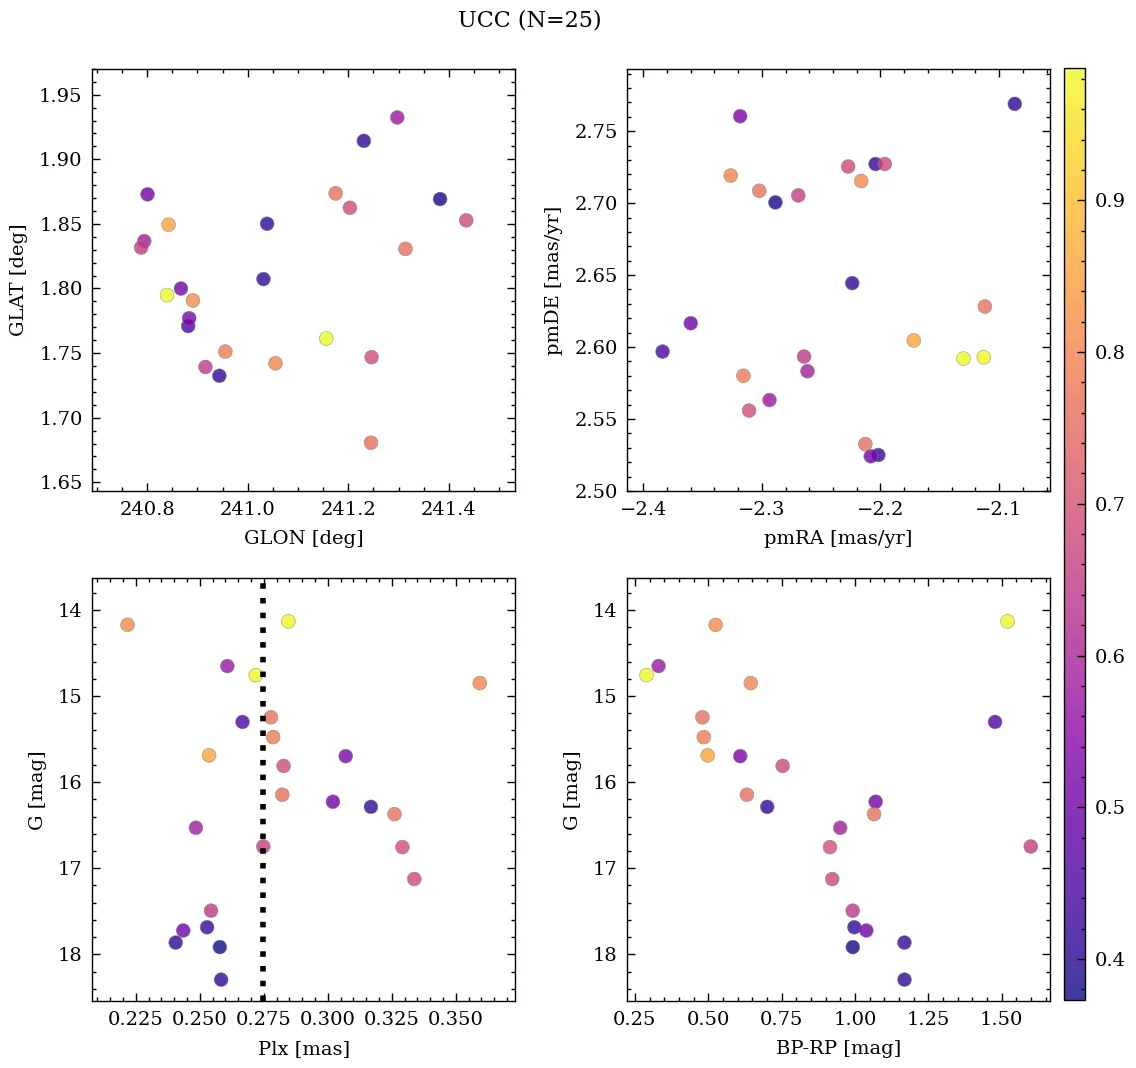 UCC (N=25)
1.95
1.90
1.85
1.80
1.75
1.70
1.65
GLAT [deg]
240.8 241.0 241.2 241.4
GLON [deg]
2.75
2.70
2.65
2.60
2.55
2.50
pmDE [mas/yr]
−2.4 −2.3 −2.2 −2.1
pmRA [mas/yr]
14
15
16
17
18
G [mag]
0.225 0.250 0.275 0.300 0.325 0.350
Plx [mas]
14
15
16
17
18
G [mag]
0.25 0.50 0.75 1.00 1.25 1.50
BP-RP [mag]
0.9
0.8
0.7
0.6
0.5
0.4